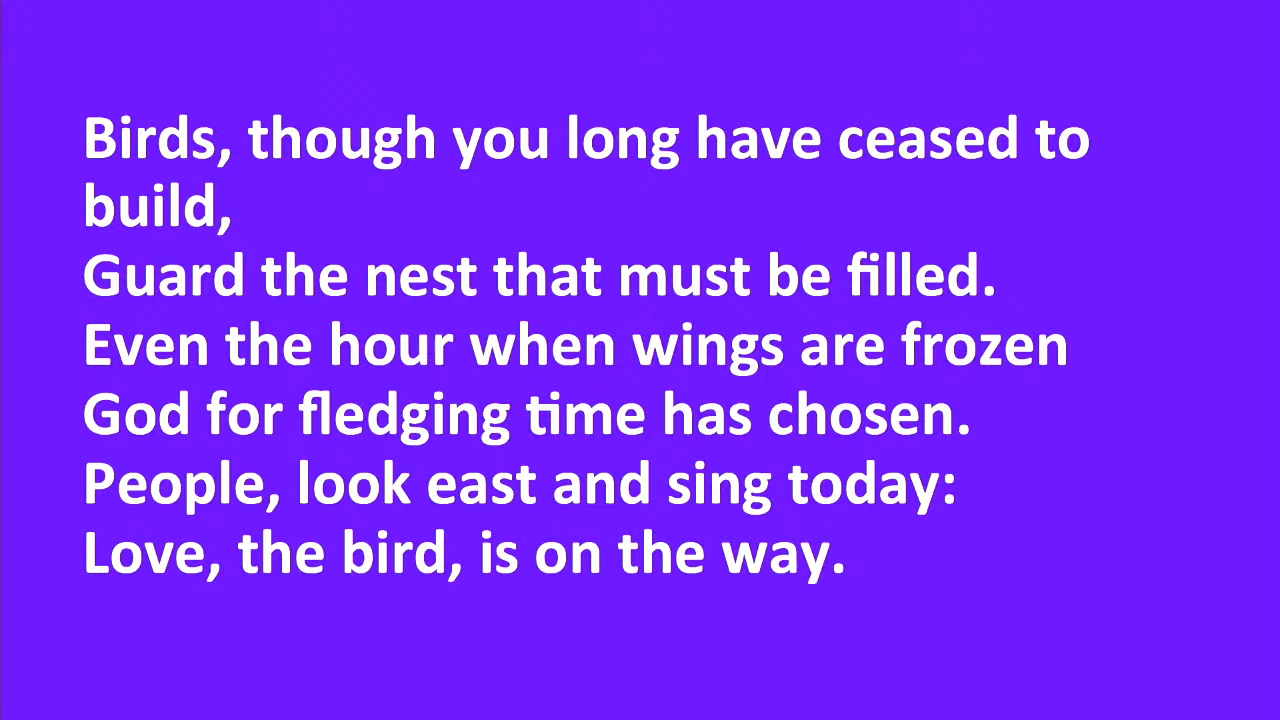 Birds, though you long have ceased to
build,
Guard the nest that must be filled.
Even the hour when wings are frozen
God for fledging time has chosen.
People, look east and sing today:
Love, the bird, is on the way.